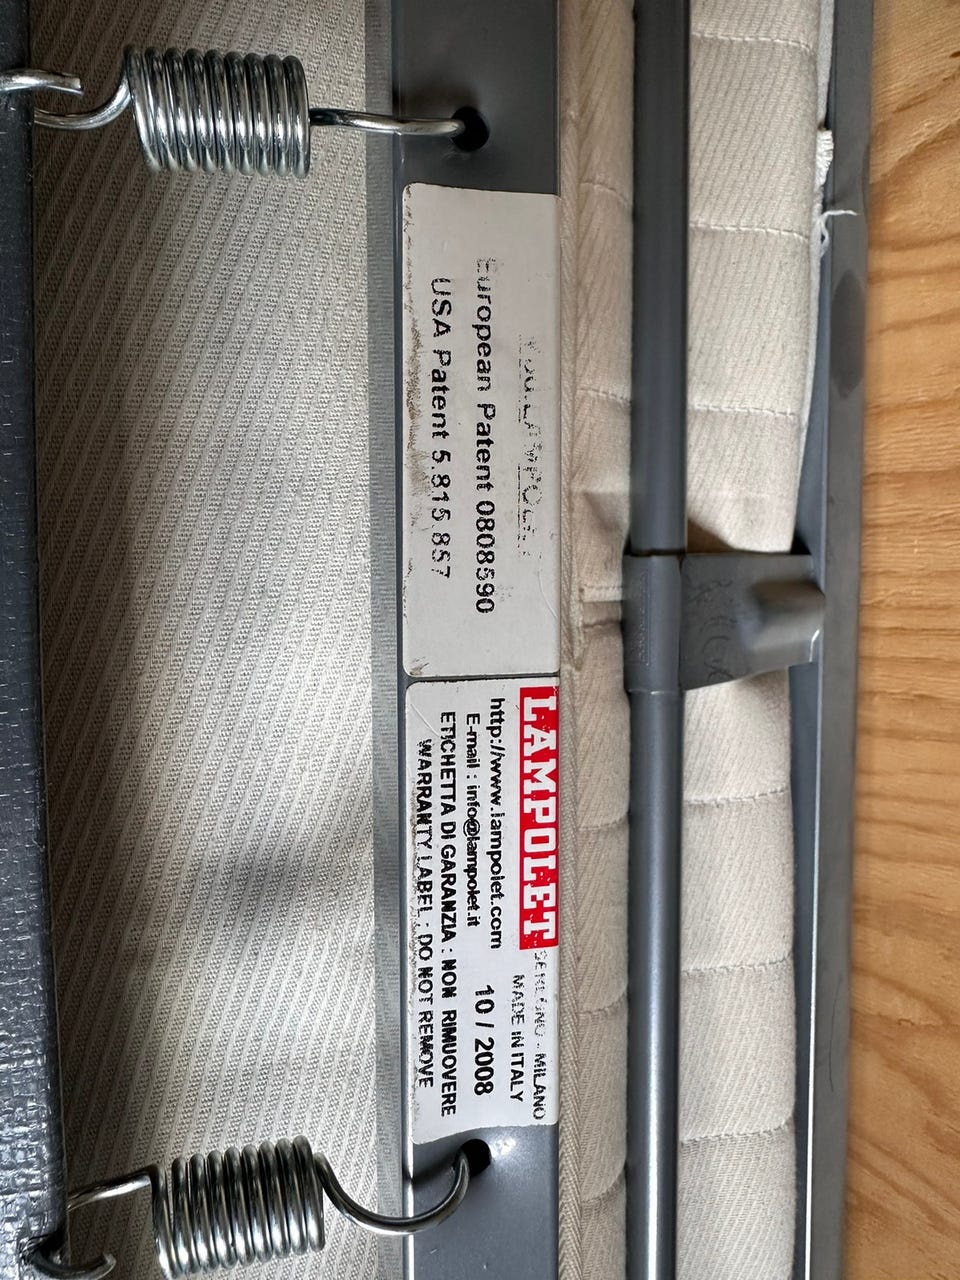 European Patent 0808590
USA Patent 5.815.857
LAMPOLET
MILANO
MADE IN ITALY
http://www.lampolet.com
10 / 2008
E-mail : info@lampolet.it
ETICHETTA DI GARANZIA : NON RIMUOVERE
WARRANTY LABEL : DO NOT REMOVE